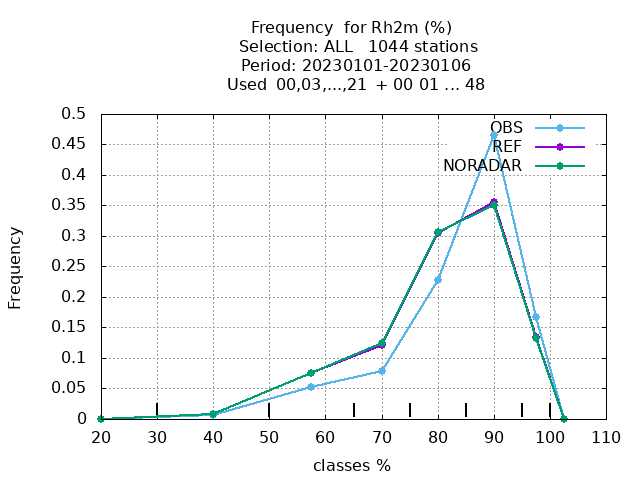 Frequency  for Rh2m (%)
Selection: ALL   1044 stations
Period: 20230101-20230106
Used  00,03,...,21  + 00 01 ... 48
0.5
0.45
0.4
0.35
0.3
0.25
0.2
0.15
0.1
0.05
0
Frequency
OBS
REF
NORADAR
20 30 40 50 60 70 80 90 100 110
classes %